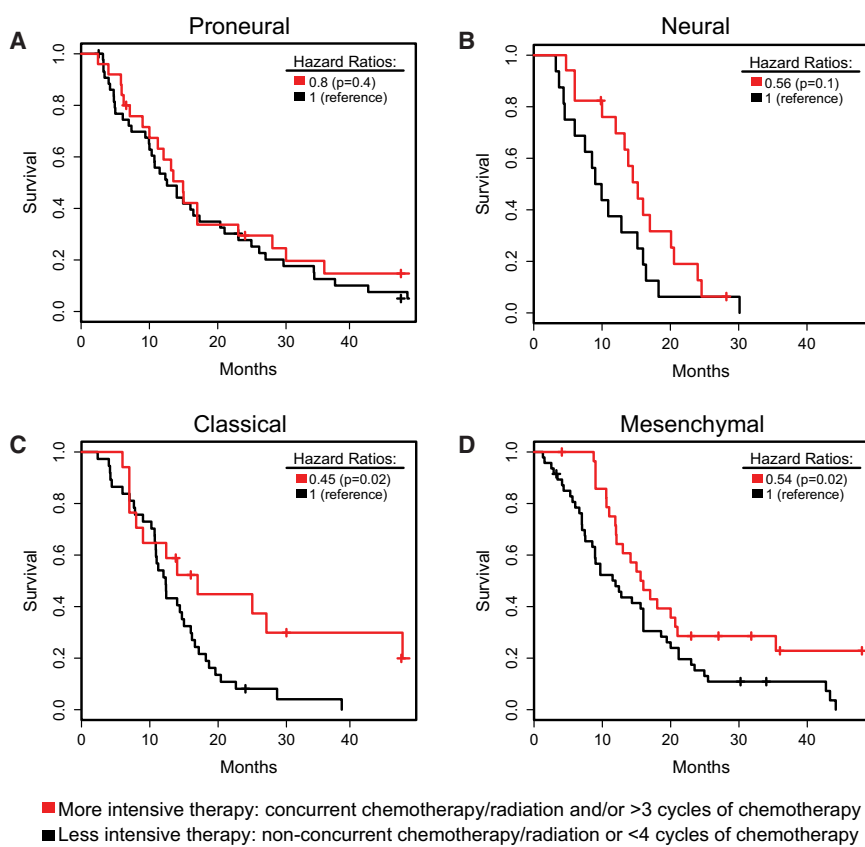 Proneural
A
Hazard Ratios:
0.8 (p=0.4)
1 (reference)
Survival
0.0 0.2 0.4 0.6 0.8 1.0
0 10 20 30 40
Months
Neural
B
Hazard Ratios:
0.56 (p=0.1)
1 (reference)
Survival
0.0 0.2 0.4 0.6 0.8 1.0
0 10 20 30 40
Months
Classical
C
Hazard Ratios:
0.45 (p=0.02)
1 (reference)
Survival
0.0 0.2 0.4 0.6 0.8 1.0
0 10 20 30 40
Months
Mesenchymal
D
Hazard Ratios:
0.54 (p=0.02)
1 (reference)
Survival
0.0 0.2 0.4 0.6 0.8 1.0
0 10 20 30 40
Months
More intensive therapy: concurrent chemotherapy/radiation and/or >3 cycles of chemotherapy
Less intensive therapy: non-concurrent chemotherapy/radiation or <4 cycles of chemotherapy